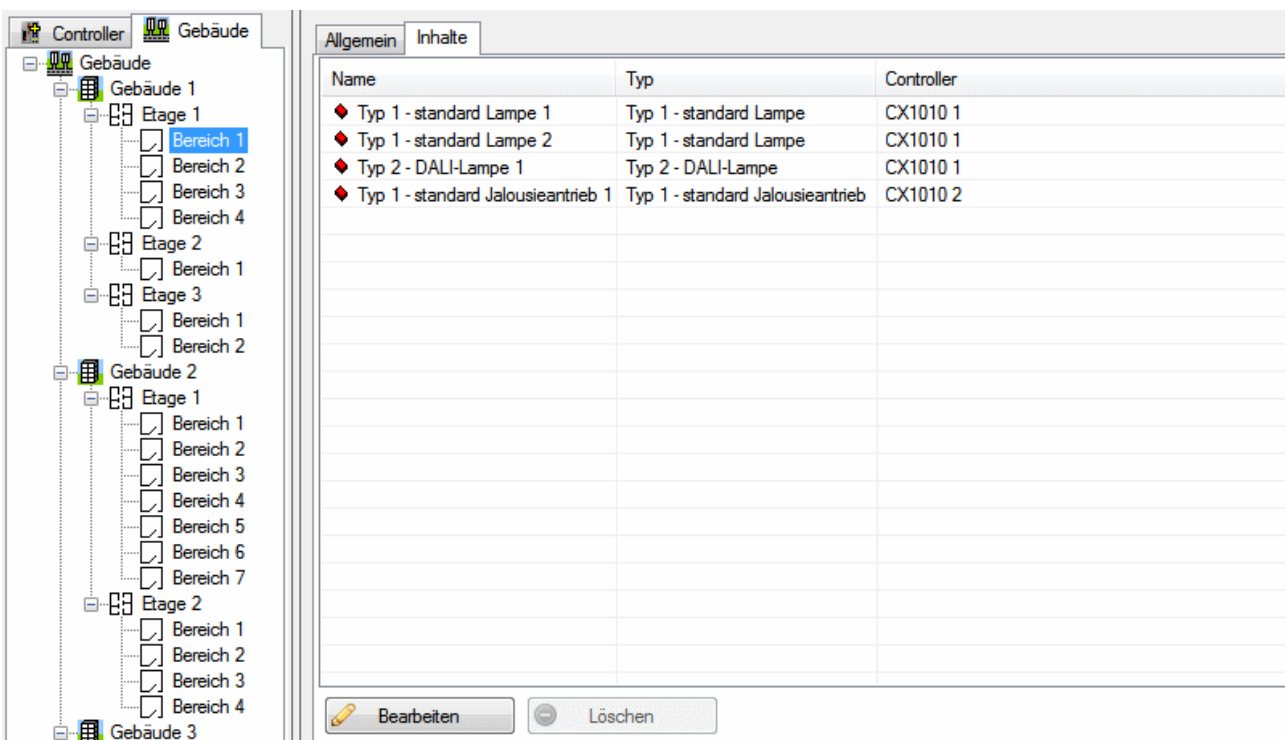 Controller Gebäude
Gebäude
Gebäude 1
Etage 1
Bereich 1
Bereich 2
Bereich 3
Bereich 4
Etage 2
Bereich 1
Etage 3
Bereich 1
Bereich 2
Gebäude 2
Etage 1
Bereich 1
Bereich 2
Bereich 3
Bereich 4
Bereich 5
Bereich 6
Bereich 7
Etage 2
Bereich 1
Bereich 2
Bereich 3
Bereich 4
Gebäude 3
Allgemein Inhalte
Name Typ Controller
Typ 1 - standard Lampe 1 Typ 1 - standard Lampe CX1010 1
Typ 1 - standard Lampe 2 Typ 1 - standard Lampe CX1010 1
Typ 2 - DALI-Lampe 1 Typ 2 - DALI-Lampe CX1010 1
Typ 1 - standard Jalousieantrieb 1 Typ 1 - standard Jalousieantrieb CX1010 2
Bearbeiten Löschen